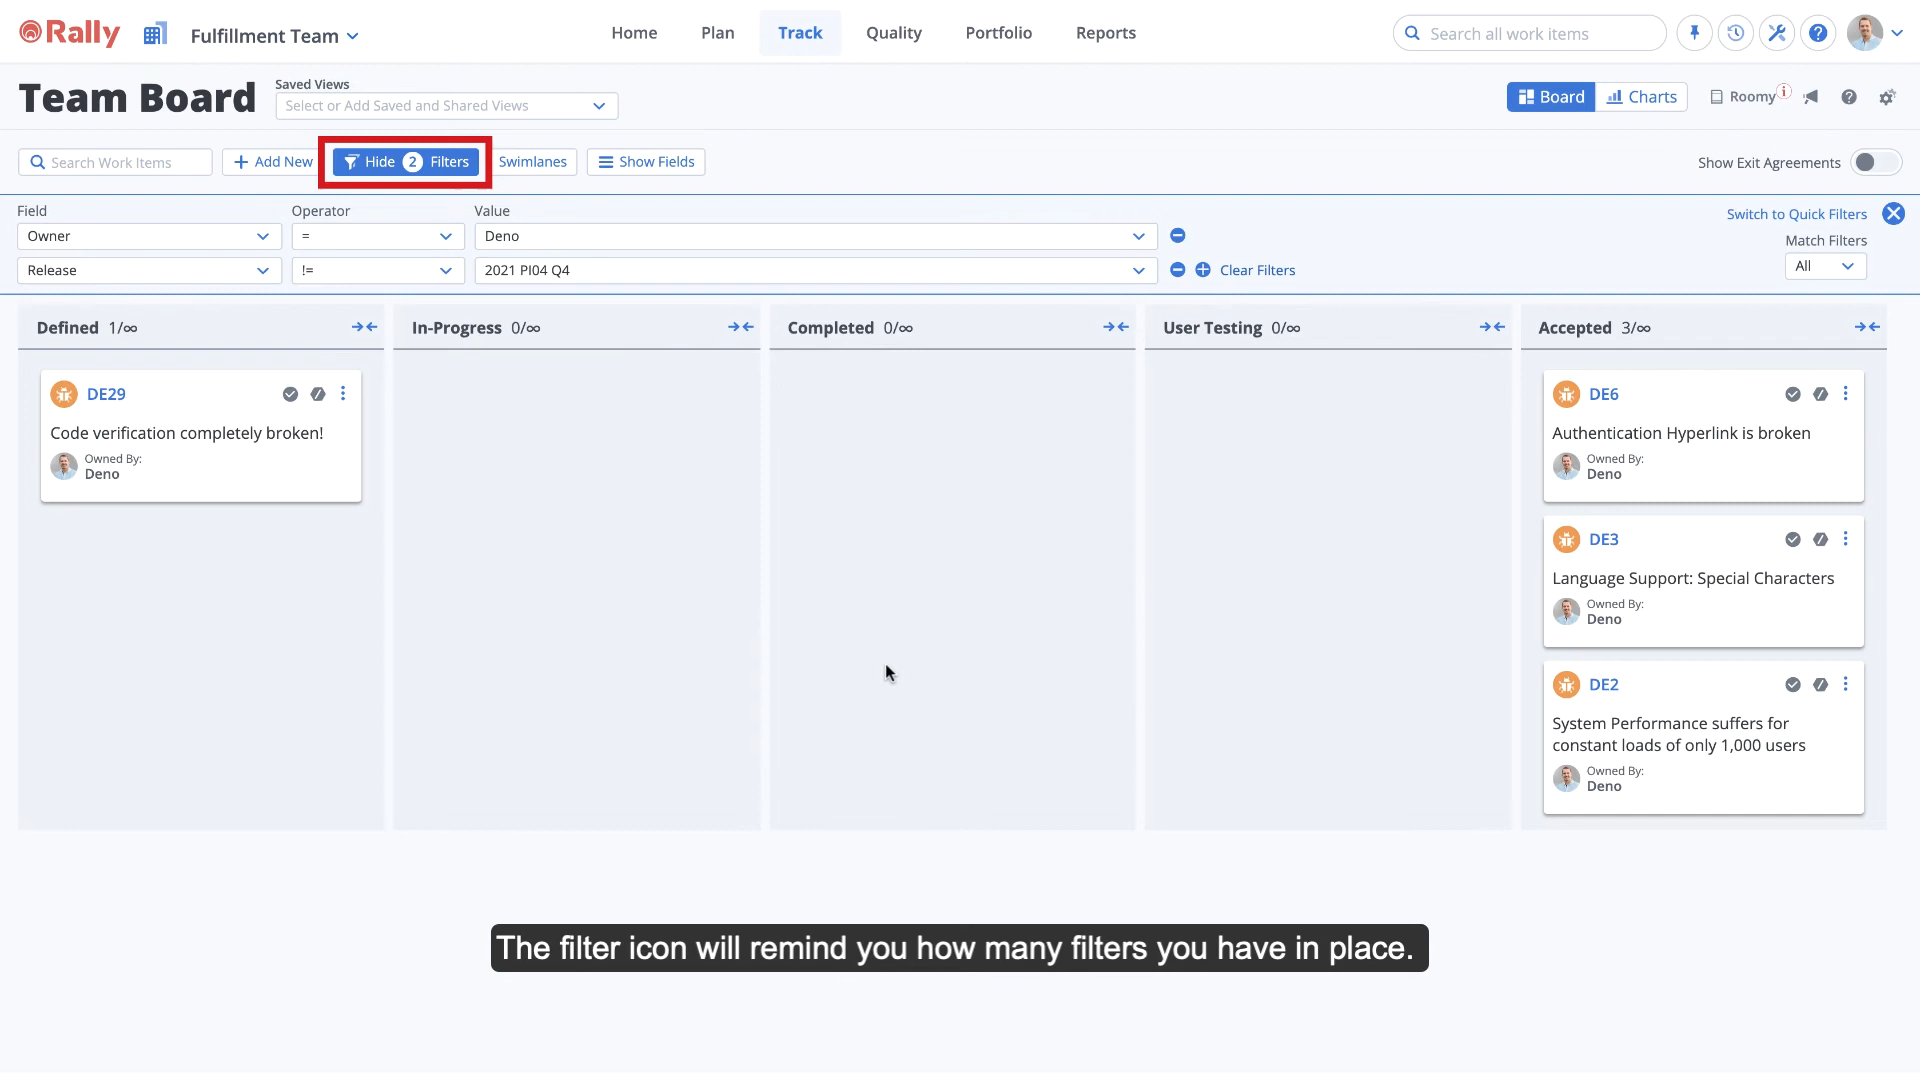 Rally
Fulfillment Team
Home
Plan
Track
Quality
Portfolio
Reports
Search all work items
Team Board
Saved Views
Select or Add Saved and Shared Views
Board
Charts
Roomy
Search Work Items
Add New
Hide 2 Filters
Swimlanes
Show Fields
Show Exit Agreements
Field
Operator
Value
Switch to Quick Filters
Owner
=
Deno
Match Filters
Release
!=
2021 PI04 Q4
Clear Filters
All
Defined 1/∞
In-Progress 0/∞
Completed 0/∞
User Testing 0/∞
Accepted 3/∞
DE29
Code verification completely broken!
Owned By:
Deno
DE6
Authentication Hyperlink is broken
Owned By:
Deno
DE3
Language Support: Special Characters
Owned By:
Deno
DE2
System Performance suffers for
constant loads of only 1,000 users
Owned By:
Deno
The filter icon will remind you how many filters you have in place.